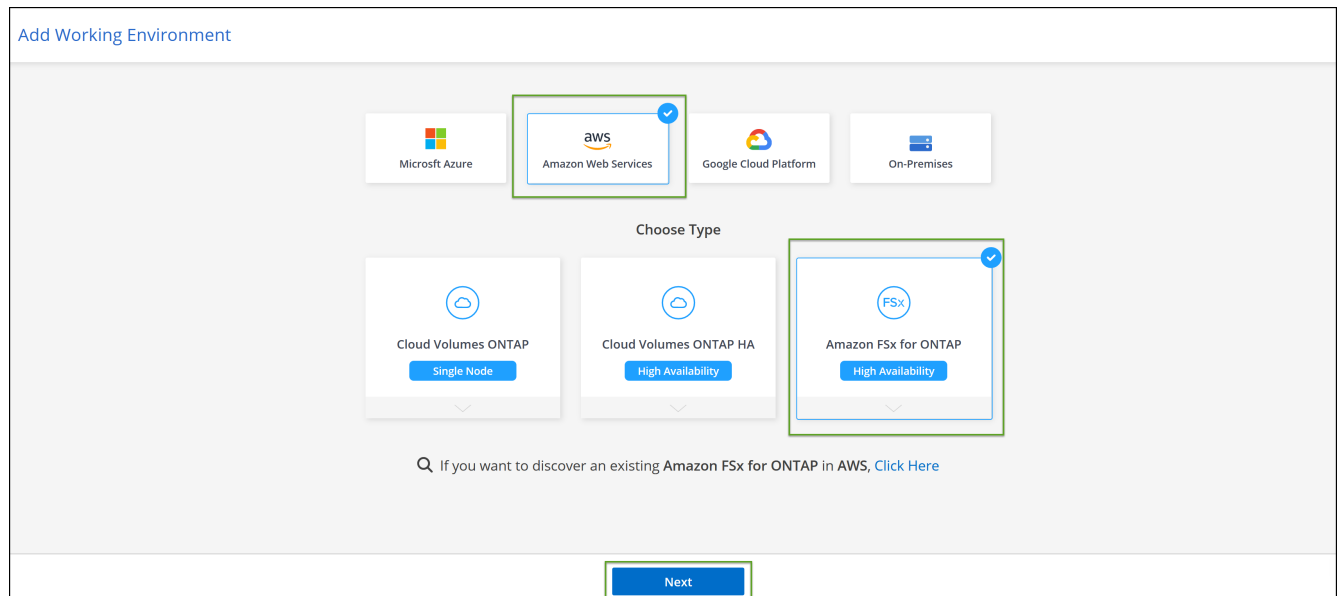 Add Working Environment
aws
Microsft Azure
Amazon Web Services
Google Cloud Platform
On-Premises
Choose Type
FSx
Cloud Volumes ONTAP
Single Node
Cloud Volumes ONTAP HA
High Availability
Amazon FSx for ONTAP
High Availability
If you want to discover an existing Amazon FSx for ONTAP in AWS, Click Here
Next